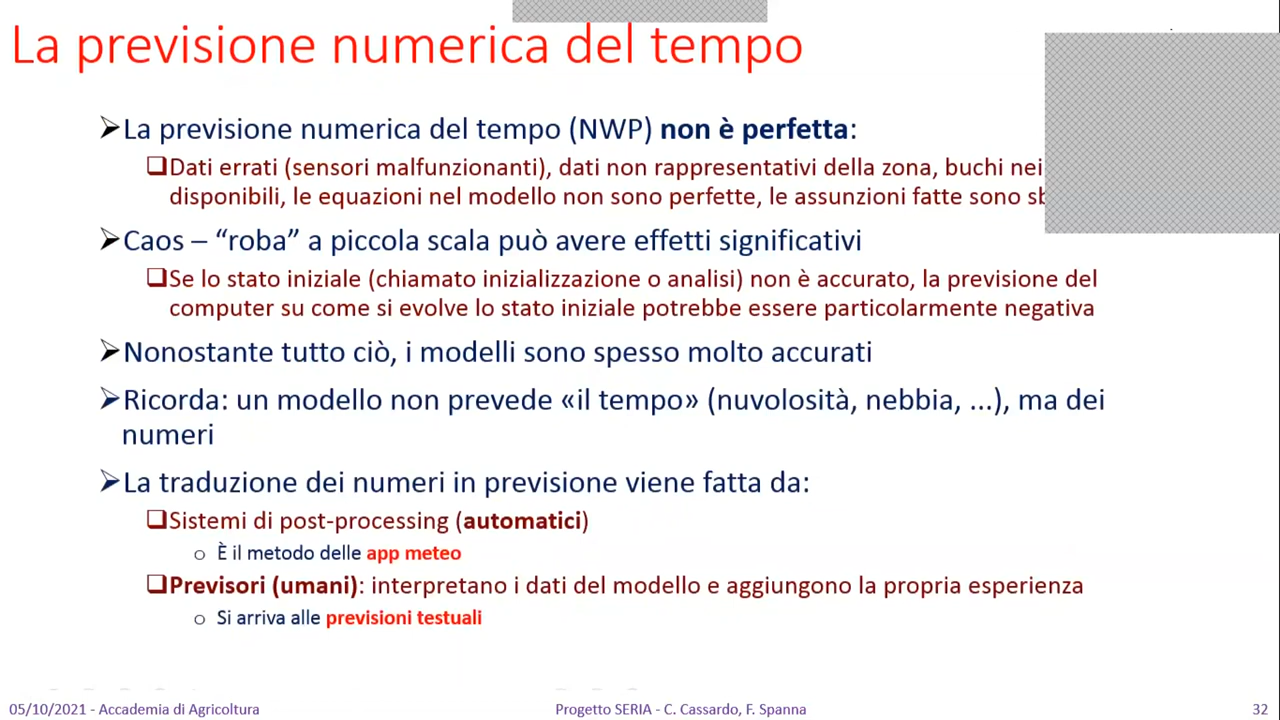 La previsione numerica del tempo
La previsione numerica del tempo (NWP) non è perfetta:
Dati errati (sensori malfunzionanti), dati non rappresentativi della zona, buchi nei
disponibili, le equazioni nel modello non sono perfette, le assunzioni fatte sono
Caos – “roba” a piccola scala può avere effetti significativi
Se lo stato iniziale (chiamato inizializzazione o analisi) non è accurato, la previsione del
computer su come si evolve lo stato iniziale potrebbe essere particolarmente negativa
Nonostante tutto ciò, i modelli sono spesso molto accurati
Ricorda: un modello non prevede «il tempo» (nuvolosità, nebbia, ...), ma dei
numeri
La traduzione dei numeri in previsione viene fatta da:
Sistemi di post-processing (automatici)
È il metodo delle app meteo
Previsori (umani): interpretano i dati del modello e aggiungono la propria esperienza
Si arriva alle previsioni testuali
05/10/2021 - Accademia di Agricoltura
Progetto SERIA - C. Cassardo, F. Spanna
32